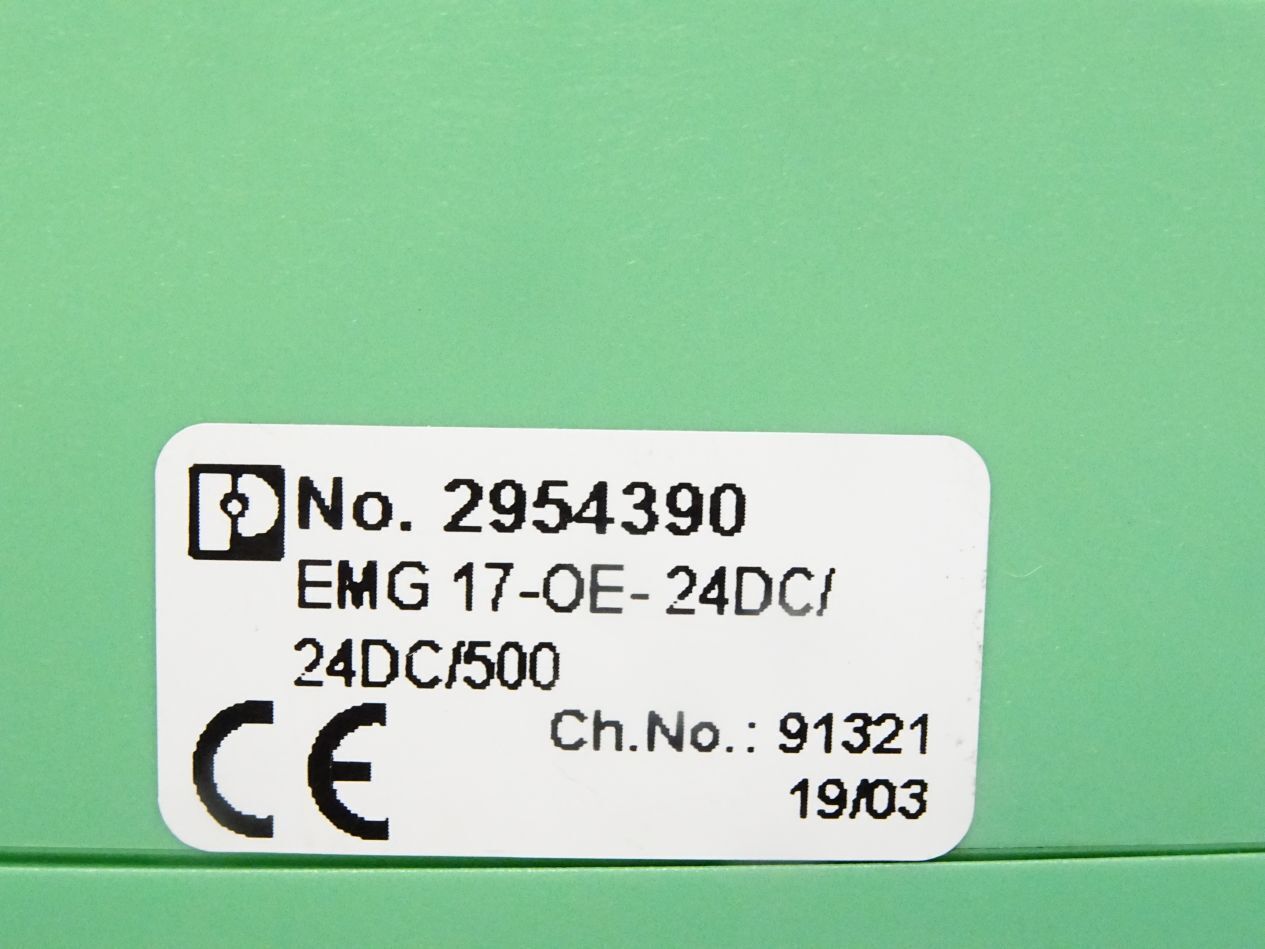 No. 2954390
EMG 17-OE- 24DC/
24DC/500
CE
Ch.No.: 91321
19/03